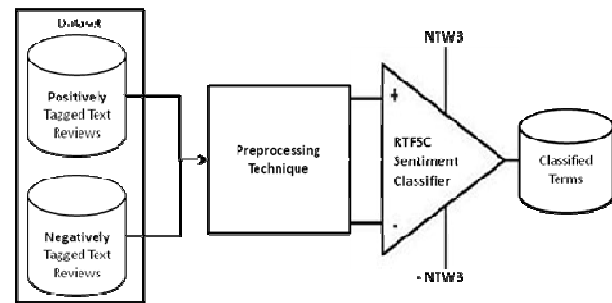 Dataset
Positively
Tagged Text
Reviews
Negatively
Tagged Text
Reviews
Preprocessing
Technique
NTW3
+
RTFSC
Sentiment
Classifier
-
- NTW3
Classified
Terms